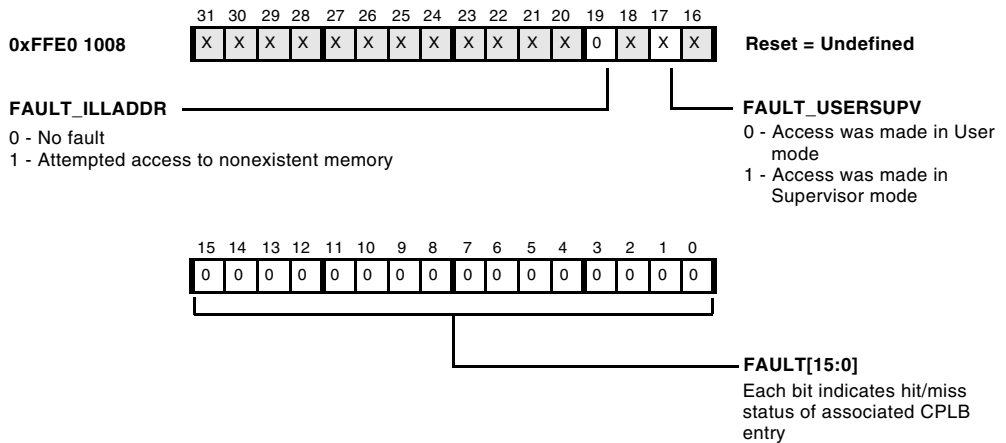 31 30 29 28 27 26 25 24 23 22 21 20 19 18 17 16
0xFFE0 1008 X X X X X X X X X X X X 0 X X X Reset = Undefined
FAULT_ILLADDR
0 - No fault
1 - Attempted access to nonexistent memory
FAULT_USERSUPV
0 - Access was made in User
mode
1 - Access was made in
Supervisor mode
15 14 13 12 11 10 9 8 7 6 5 4 3 2 1 0
0 0 0 0 0 0 0 0 0 0 0 0 0 0 0 0
FAULT[15:0]
Each bit indicates hit/miss
status of associated CPLB
entry